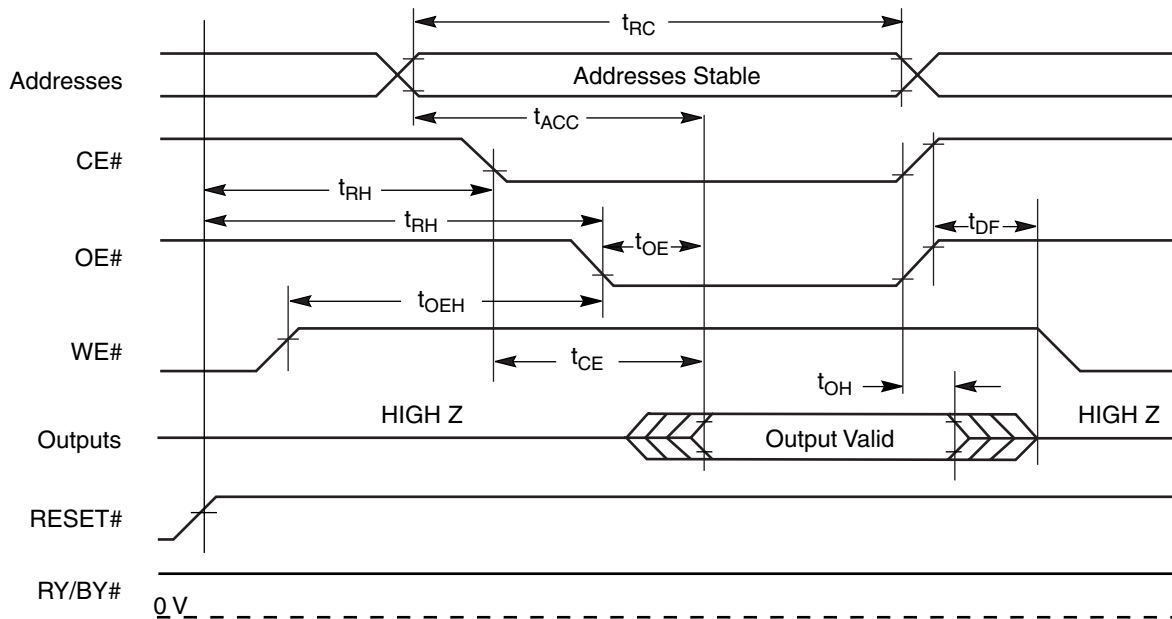 tRC
Addresses
Addresses Stable
tACC
CE#
tRH
tRH
tDF
OE#
tOE
tOEH
WE#
tCE
tOH
HIGH Z
HIGH Z
Outputs
Output Valid
RESET#
RY/BY#
0 V